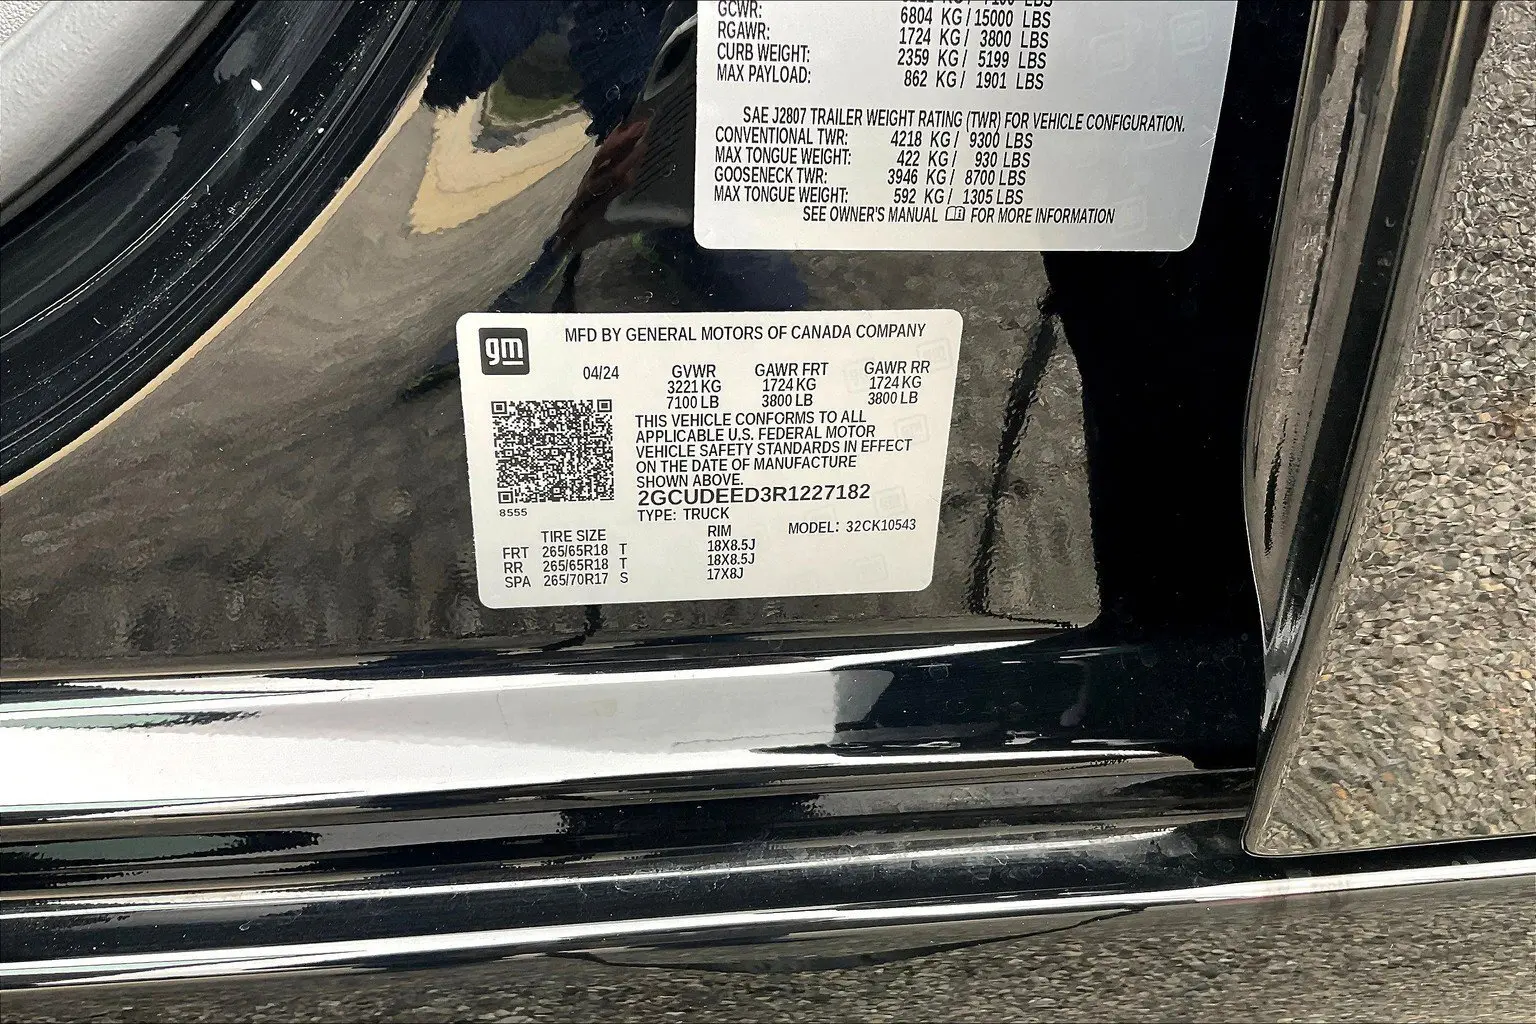 GCWR: 6804 KG/ 15000 LBS
RGAWR: 1724 KG/ 3800 LBS
CURB WEIGHT: 2359 KG/ 5199 LBS
MAX PAYLOAD: 862 KG/ 1901 LBS
SAE J2807 TRAILER WEIGHT RATING (TWR) FOR VEHICLE CONFIGURATION.
CONVENTIONAL TWR: 4218 KG/ 9300 LBS
MAX TONGUE WEIGHT: 422 KG/ 930 LBS
GOOSENECK TWR: 3946 KG/ 8700 LBS
MAX TONGUE WEIGHT: 592 KG/ 1305 LBS
SEE OWNER'S MANUAL FOR MORE INFORMATION
gm
MFD BY GENERAL MOTORS OF CANADA COMPANY
04/24 GVWR GAWR FRT GAWR RR
3221 KG 1724 KG 1724 KG
7100 LB 3800 LB 3800 LB
THIS VEHICLE CONFORMS TO ALL
APPLICABLE U.S. FEDERAL MOTOR
VEHICLE SAFETY STANDARDS IN EFFECT
ON THE DATE OF MANUFACTURE
SHOWN ABOVE.
2GCUDEED3R1227182
8555
TYPE: TRUCK MODEL: 32CK10543
TIRE SIZE RIM
FRT 265/65R18 T 18X8.5J
RR 265/65R18 T 18X8.5J
SPA 265/70R17 S 17X8J